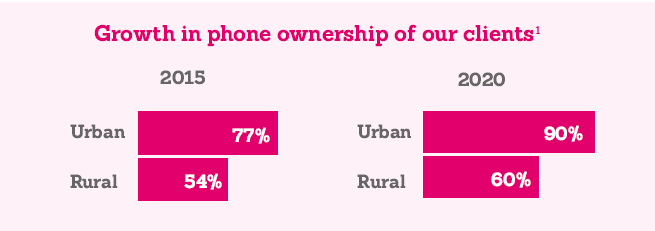 Growth in phone ownership of our clients¹
2015
Urban 77%
Rural 54%
2020
Urban 90%
Rural 60%